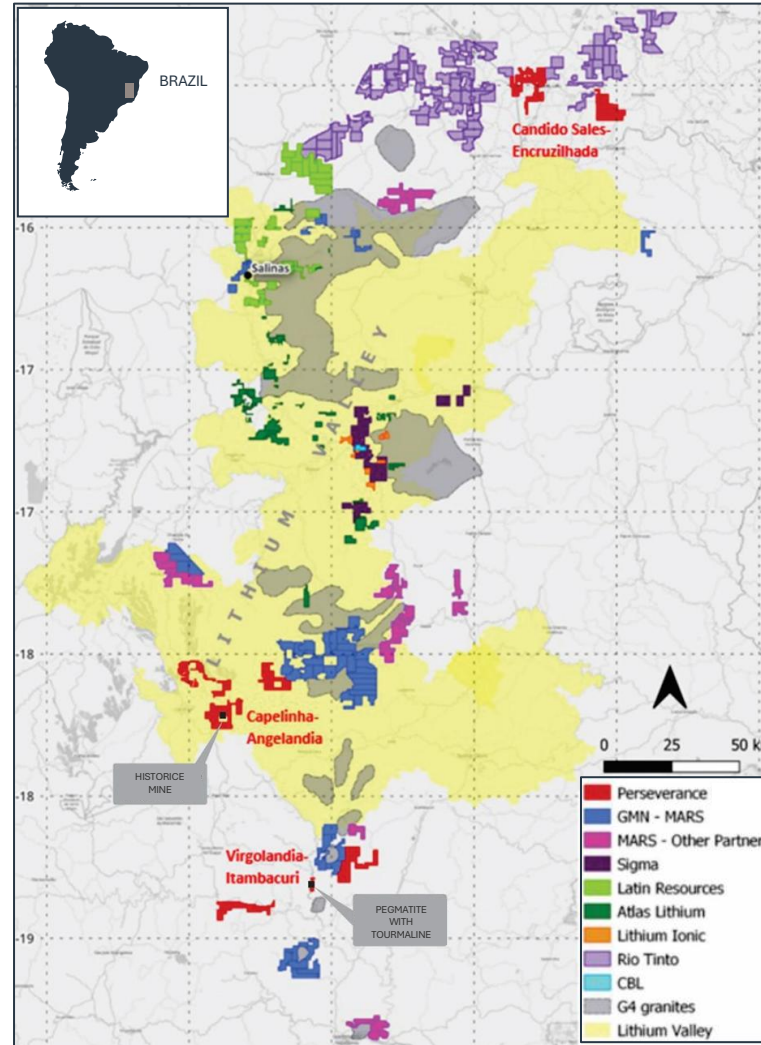 BRAZIL
Candido Sales-
Encruzilhada
-16
Salinas
-17
VALLEY
-17
LITHIUM
-18
Capelinha-
Angelandia
HISTORICE
MINE
0 25 50 k
-18
Virgolandia-
Itambacuri
PEGMATITE
WITH
TOURMALINE
-19
Perseverance
GMN - MARS
MARS - Other Partner
Sigma
Latin Resources
Atlas Lithium
Lithium Ionic
Rio Tinto
CBL
G4 granites
Lithium Valley